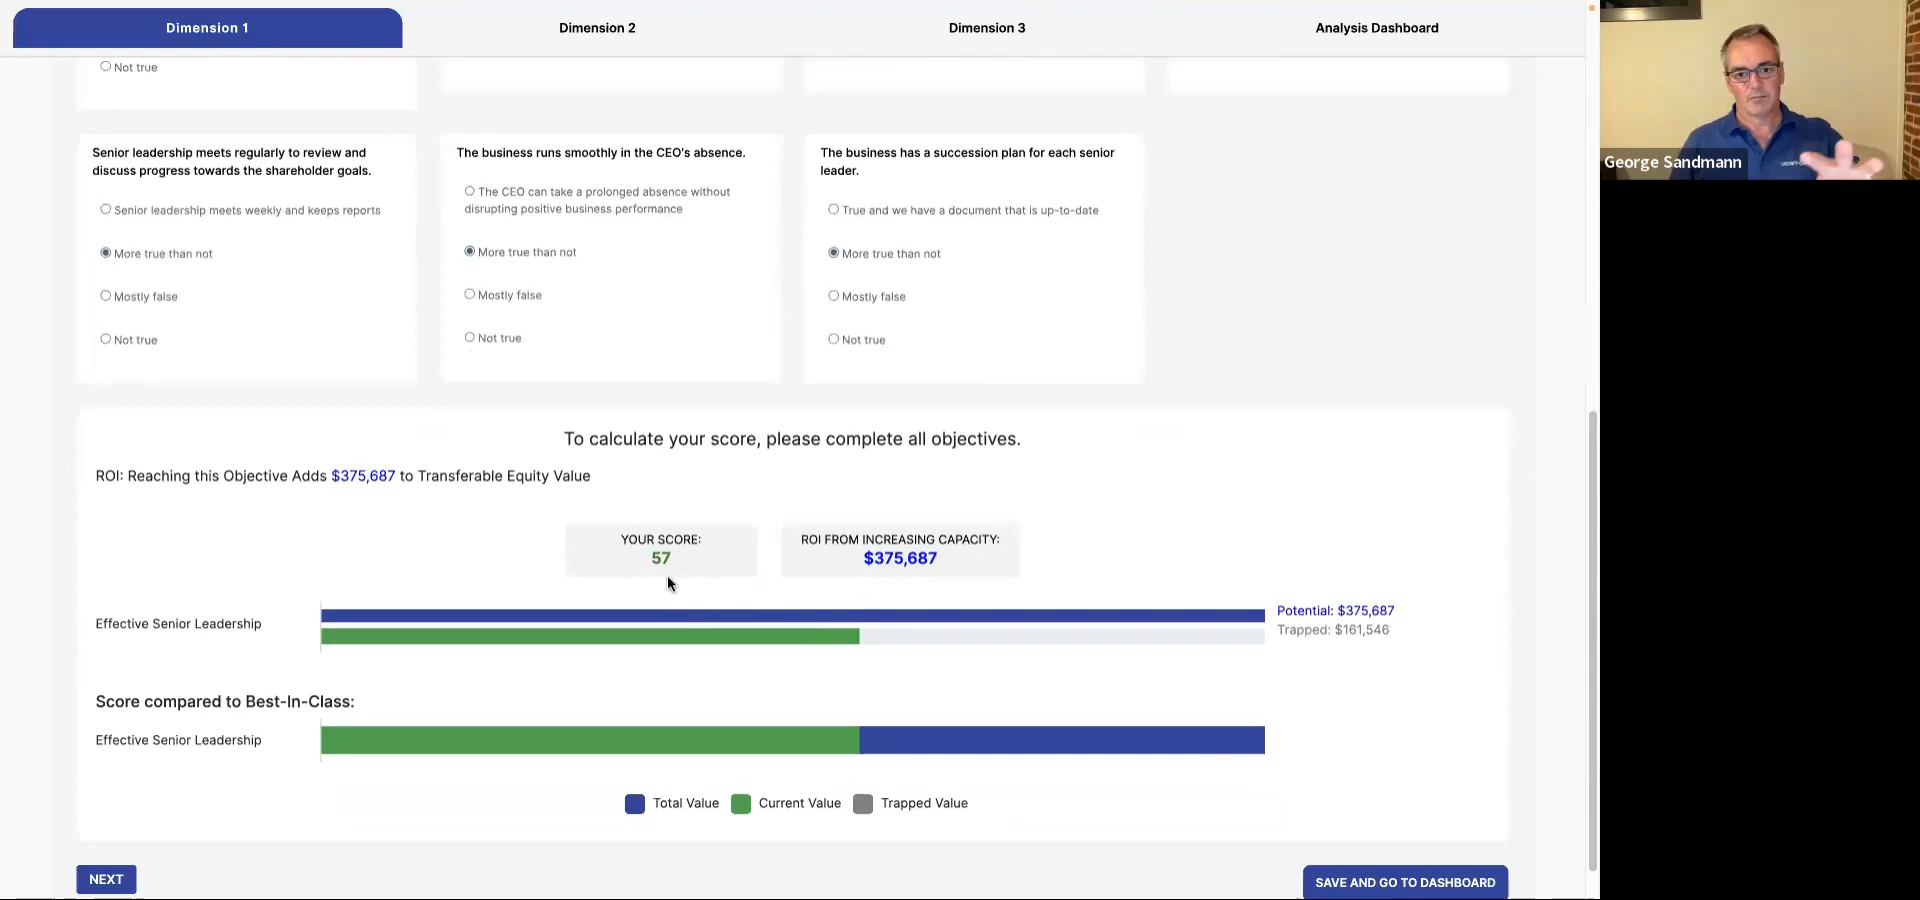 Dimension 1
Dimension 2
Dimension 3
Analysis Dashboard
Not true
Senior leadership meets regularly to review and
discuss progress towards the shareholder goals.
Senior leadership meets weekly and keeps reports
More true than not
Mostly false
Not true
The business runs smoothly in the CEO's absence.
The CEO can take a prolonged absence without
disrupting positive business performance
More true than not
Mostly false
Not true
The business has a succession plan for each senior
leader.
True and we have a document that is up-to-date
More true than not
Mostly false
Not true
To calculate your score, please complete all objectives.
ROI: Reaching this Objective Adds $375,687 to Transferable Equity Value
YOUR SCORE:
57
ROI FROM INCREASING CAPACITY:
$375,687
Effective Senior Leadership
Potential: $375,687
Trapped: $161,546
Score compared to Best-In-Class:
Effective Senior Leadership
Total Value
Current Value
Trapped Value
NEXT
SAVE AND GO TO DASHBOARD
George Sandmann